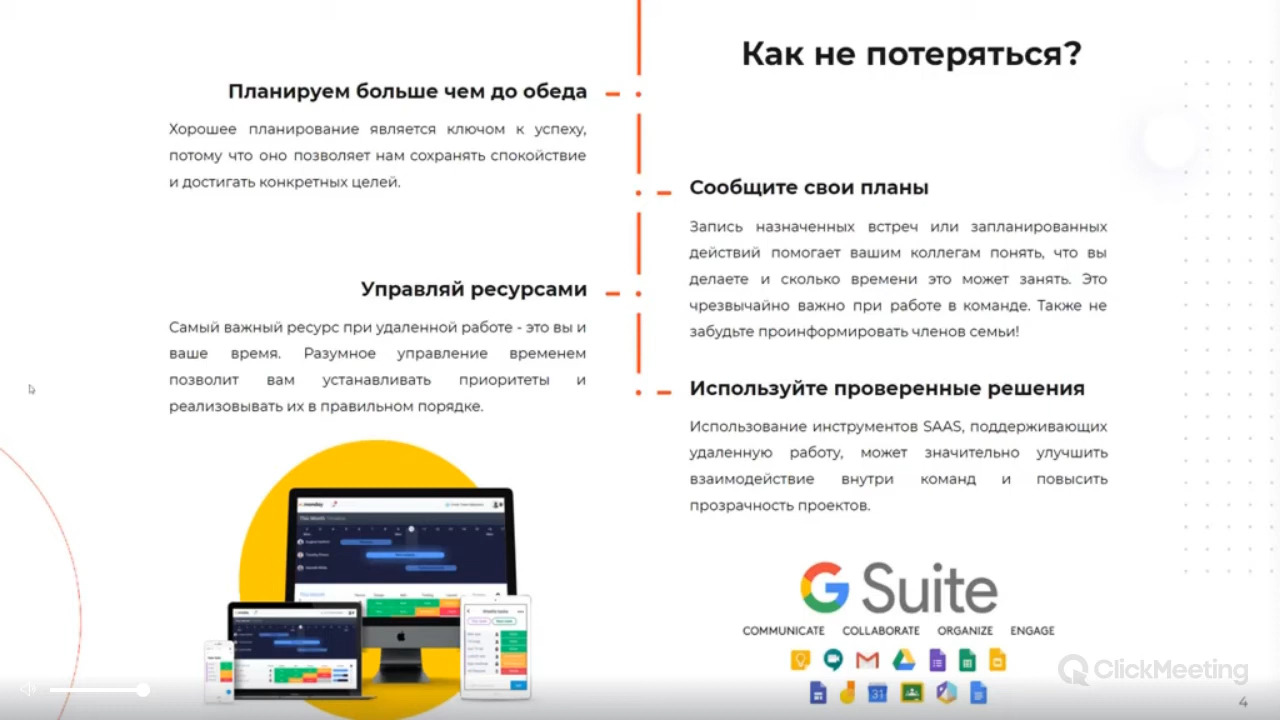 Как не потеряться?
Планируем больше чем до обеда
Хорошее планирование является ключом к успеху,
потому что оно позволяет нам сохранять спокойствие
и достигать конкретных целей.
Сообщите свои планы
Запись назначенных встреч или запланированных
действий помогает вашим коллегам понять, что вы
делаете и сколько времени это может занять. Это
чрезвычайно важно при работе в команде. Также не
забудьте проинформировать членов семьи!
Управляй ресурсами
Самый важный ресурс при удаленной работе - это вы и
ваше время. Разумное управление временем
позволит вам устанавливать приоритеты и
реализовывать их в правильном порядке.
Используйте проверенные решения
Использование инструментов SAAS, поддерживающих
удаленную работу, может значительно улучшить
взаимодействие внутри команд и повысить
прозрачность проектов.
G Suite
COMMUNICATE COLLABORATE ORGANIZE ENGAGE
31
ClickMeeting
4